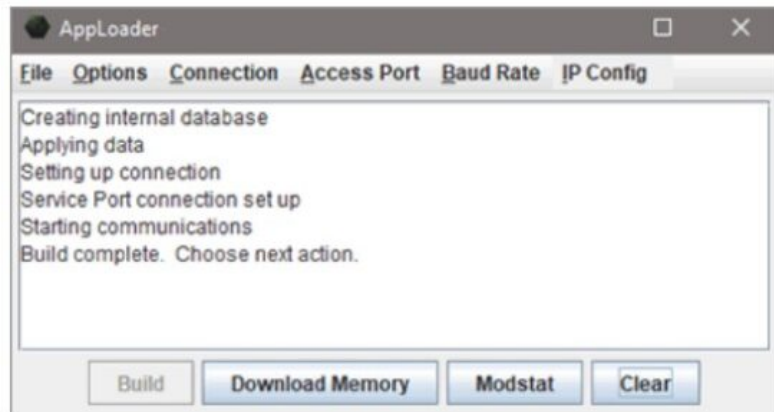 AppLoader
File Options Connection Access Port Baud Rate IP Config
Creating internal database
Applying data
Setting up connection
Service Port connection set up
Starting communications
Build complete. Choose next action.
Build Download Memory Modstat Clear